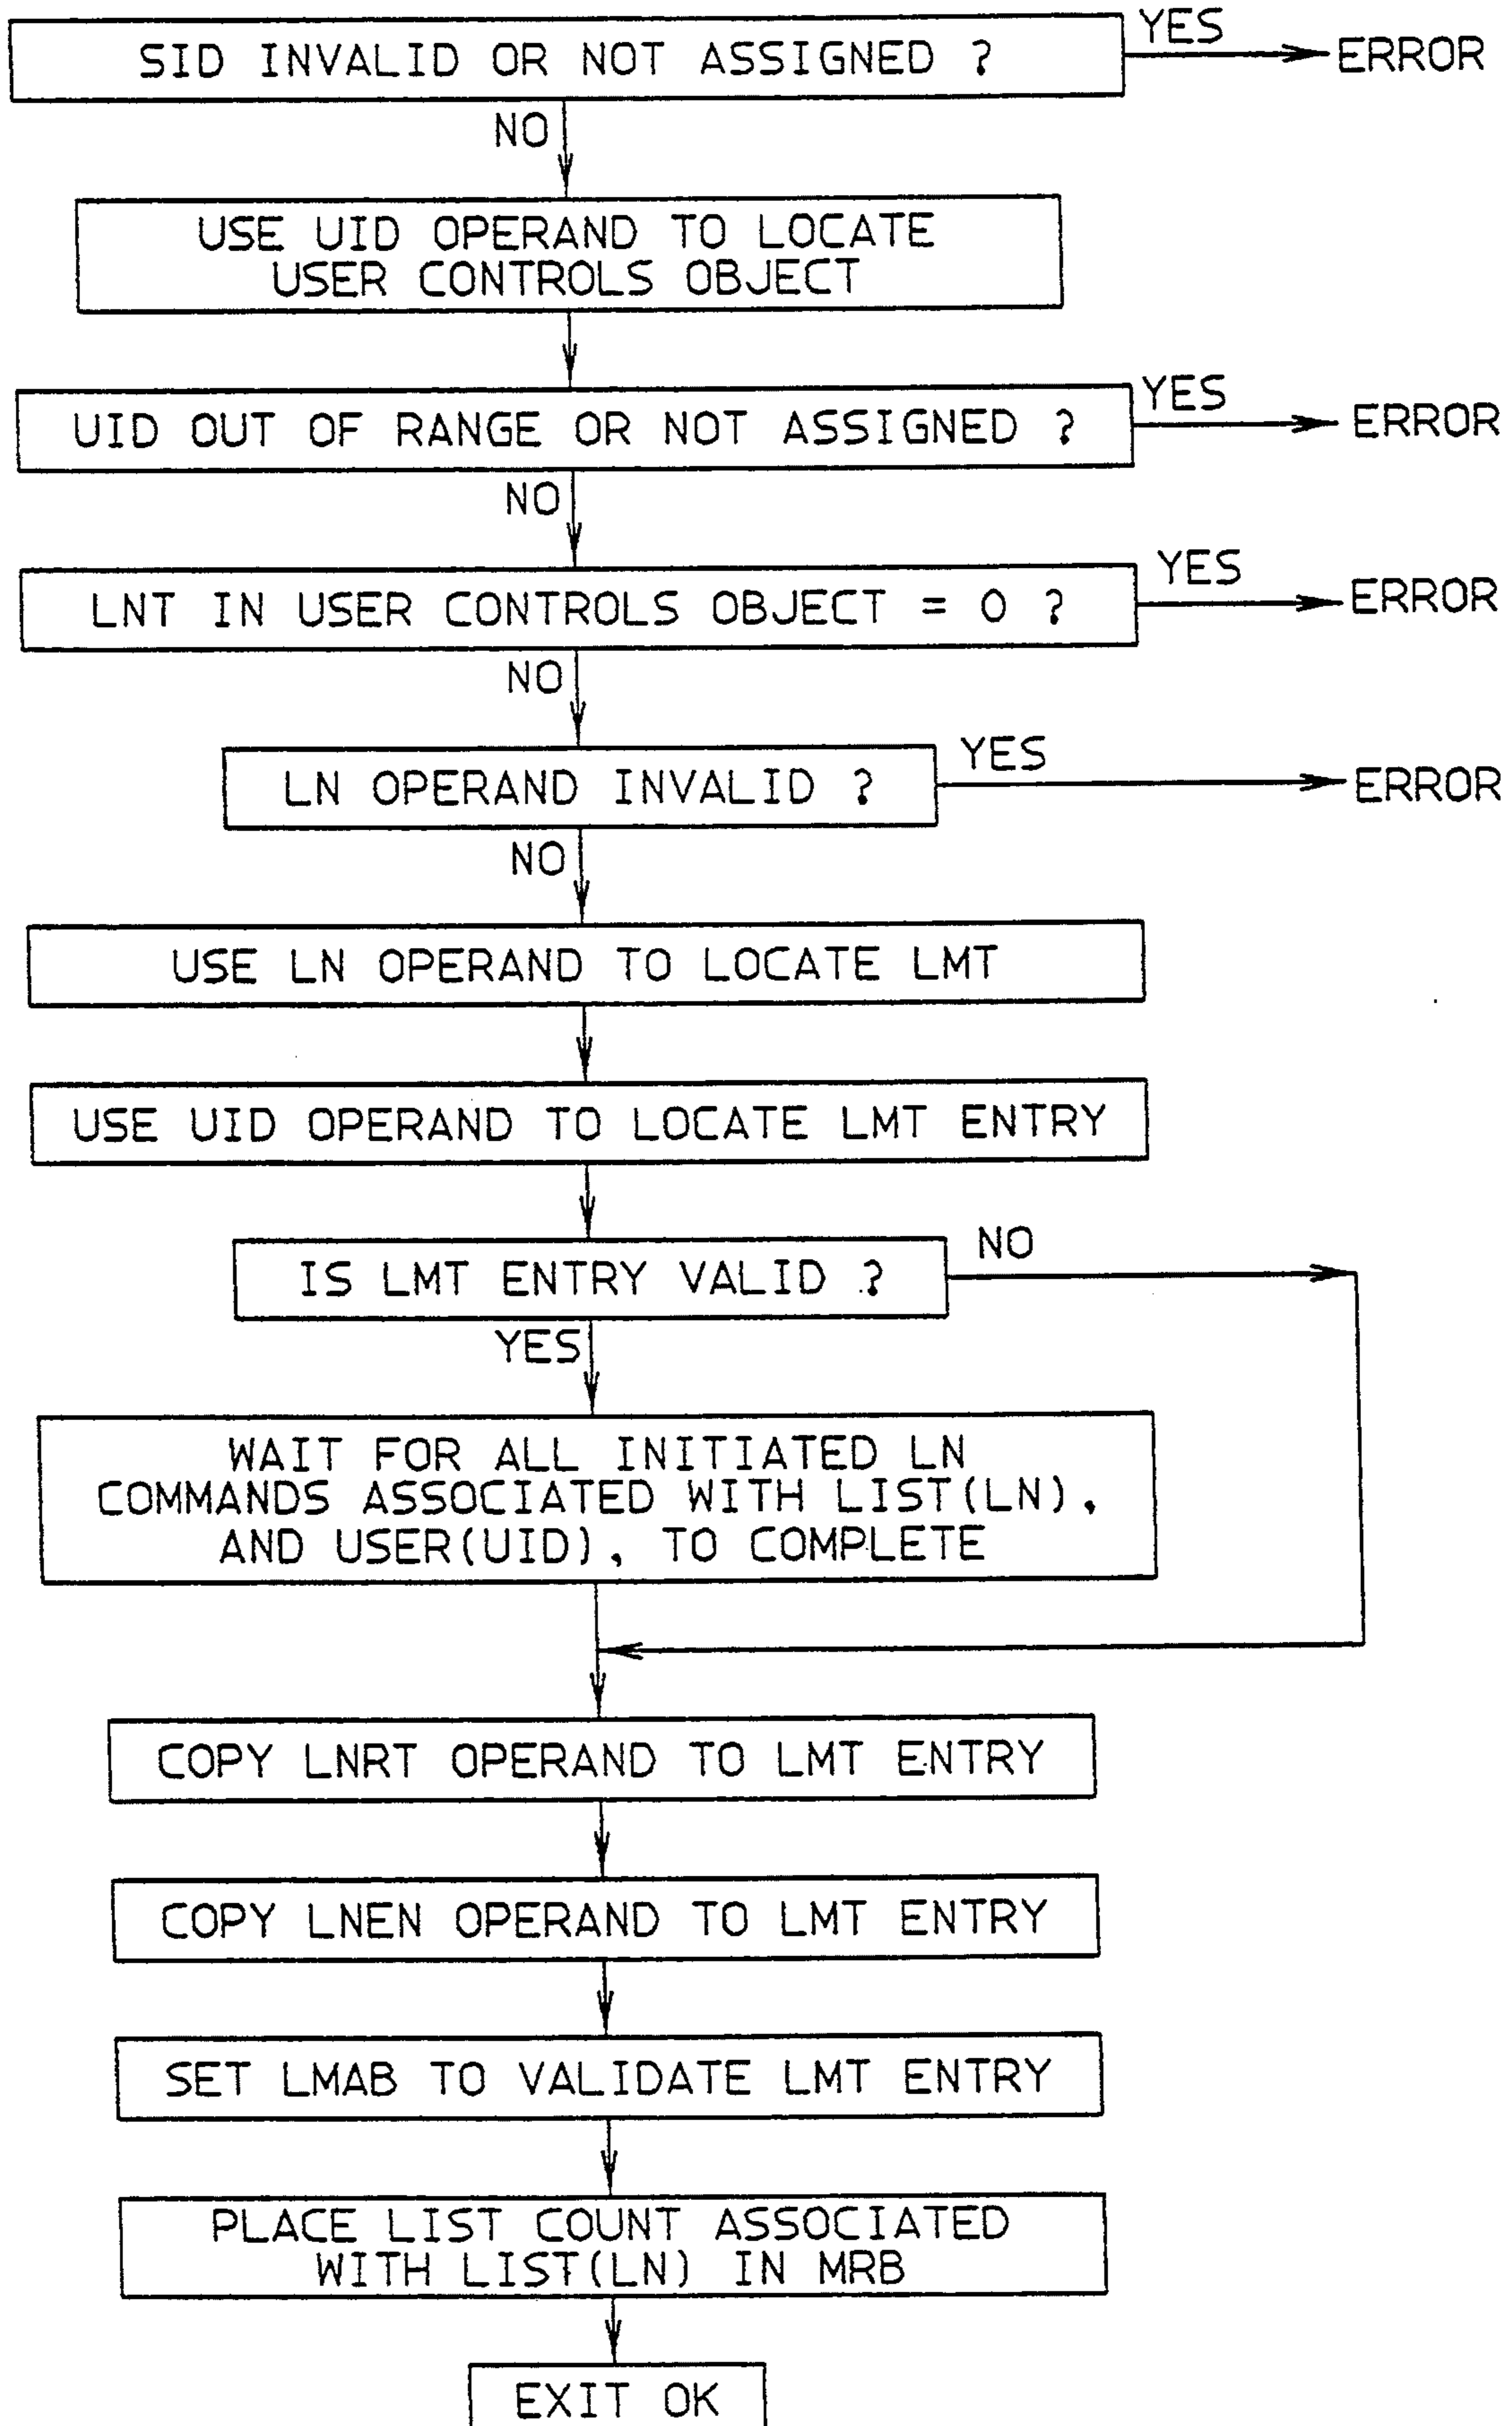 SID INVALID OR NOT ASSIGNED ?
YES
ERROR
NO
USE UID OPERAND TO LOCATE
USER CONTROLS OBJECT
UID OUT OF RANGE OR NOT ASSIGNED ?
YES
ERROR
NO
LNT IN USER CONTROLS OBJECT = 0 ?
YES
ERROR
NO
LN OPERAND INVALID ?
YES
ERROR
NO
USE LN OPERAND TO LOCATE LMT
USE UID OPERAND TO LOCATE LMT ENTRY
IS LMT ENTRY VALID ?
NO
YES
WAIT FOR ALL INITIATED LN
COMMANDS ASSOCIATED WITH LIST(LN),
AND USER(UID), TO COMPLETE
COPY LNRT OPERAND TO LMT ENTRY
COPY LNEN OPERAND TO LMT ENTRY
SET LMAB TO VALIDATE LMT ENTRY
PLACE LIST COUNT ASSOCIATED
WITH LIST(LN) IN MRB
EXIT OK